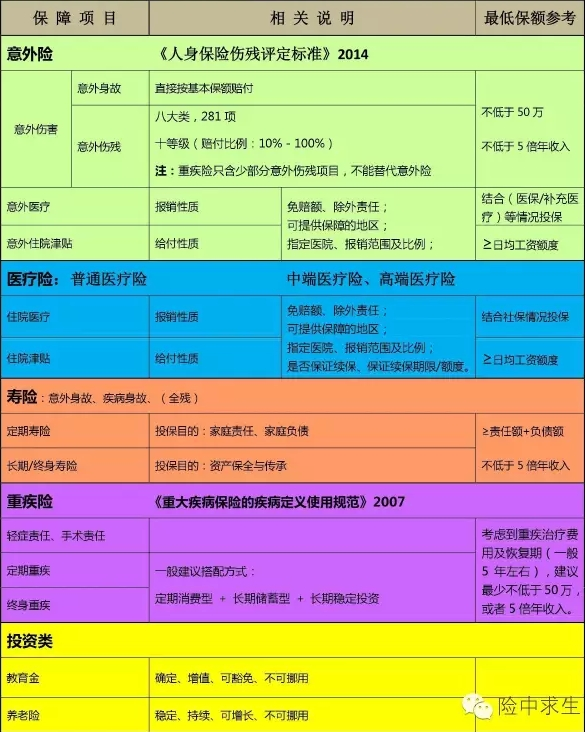 保障项目 相关说明 最低保额参考
意外险 《人身保险伤残评定标准》2014
意外伤害
意外身故 直接按基本保额赔付
意外伤残
八大类，281 项
十等级（赔付比例：10% - 100%）
注：重疾险只含少部分意外伤残项目，不能替代意外险
不低于 50 万
不低于 5 倍年收入
意外医疗 报销性质
意外住院津贴 给付性质
免赔额、除外责任；
可提供保障的地区；
指定医院、报销范围及比例；
结合（医保/补充医
疗）等情况投保
≥日均工资额度
医疗险：普通医疗险 中端医疗险、高端医疗险
住院医疗 报销性质
住院津贴 给付性质
免赔额、除外责任；
可提供保障的地区；
指定医院、报销范围及比例；
是否保证续保、保证续保期限/额度。
结合社保情况投保
≥日均工资额度
寿险：意外身故、疾病身故、（全残）
定期寿险 投保目的：家庭责任、家庭负债
长期/终身寿险 投保目的：资产保全与传承
≥责任额+负债额
不低于 5 倍年收入
重疾险 《重大疾病保险的疾病定义使用规范》2007
轻症责任、手术责任
定期重疾
终身重疾
一般建议搭配方式：
定期消费型 + 长期储蓄型 + 长期稳定投资
考虑到重疾治疗费
用及恢复期（一般
5 年左右），建议
最少不低于 50 万，
或者 5 倍年收入。
投资类
教育金 确定、增值、可豁免、不可挪用
养老险 稳定、持续、可增长、不可挪用
险中求生